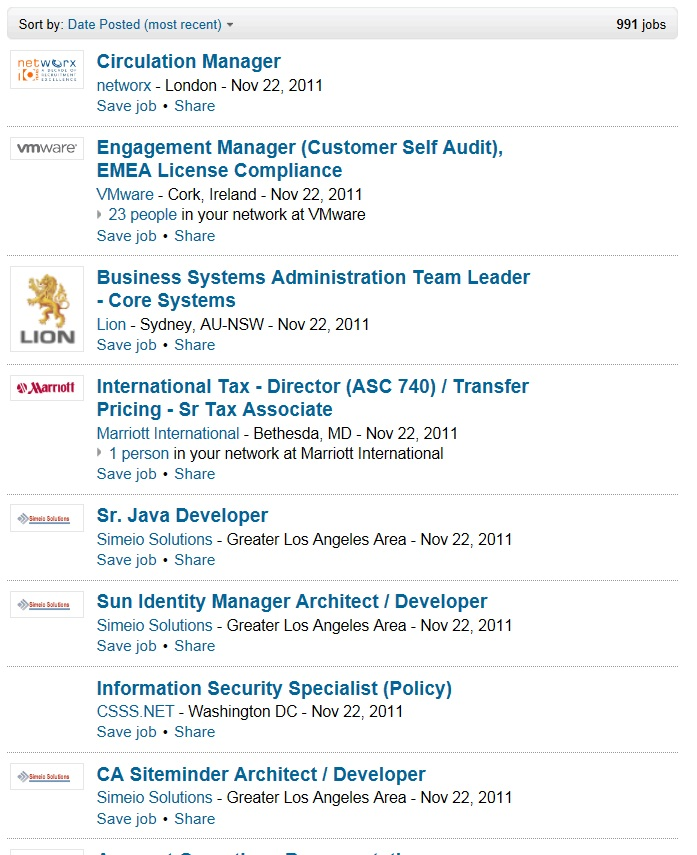 Sort by: Date Posted (most recent)
991 jobs
networx
A DECADE OF
RECRUITMENT
EXCELLENCE
Circulation Manager
networx - London - Nov 22, 2011
Save job • Share
vmware
Engagement Manager (Customer Self Audit),
EMEA License Compliance
VMware - Cork, Ireland - Nov 22, 2011
23 people in your network at VMware
Save job • Share
LION
Business Systems Administration Team Leader
- Core Systems
Lion - Sydney, AU-NSW - Nov 22, 2011
Save job • Share
Marriott
International Tax - Director (ASC 740) / Transfer
Pricing - Sr Tax Associate
Marriott International - Bethesda, MD - Nov 22, 2011
1 person in your network at Marriott International
Save job • Share
Simeio Solutions
Sr. Java Developer
Simeio Solutions - Greater Los Angeles Area - Nov 22, 2011
Save job • Share
Simeio Solutions
Sun Identity Manager Architect / Developer
Simeio Solutions - Greater Los Angeles Area - Nov 22, 2011
Save job • Share
Information Security Specialist (Policy)
CSSS.NET - Washington DC - Nov 22, 2011
Save job • Share
Simeio Solutions
CA Siteminder Architect / Developer
Simeio Solutions - Greater Los Angeles Area - Nov 22, 2011
Save job • Share